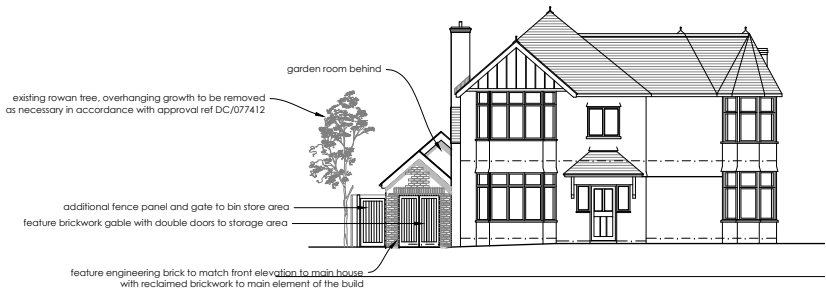 garden room behind
existing rowan tree, overhanging growth to be removed
as necessary in accordance with approval ref DC/077412
additional fence panel and gate to bin store area
feature brickwork gable with double doors to storage area
feature engineering brick to match front elevation to main house
with reclaimed brickwork to main element of the build